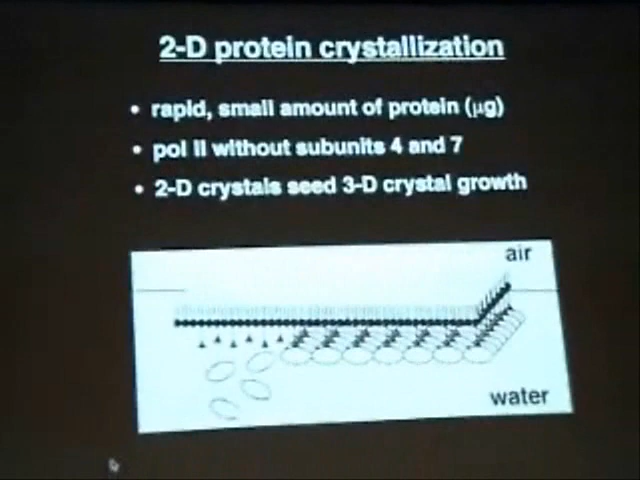 2-D protein crystallization
• rapid, small amount of protein (μg)
• pol II without subunits 4 and 7
• 2-D crystals seed 3-D crystal growth
air
water